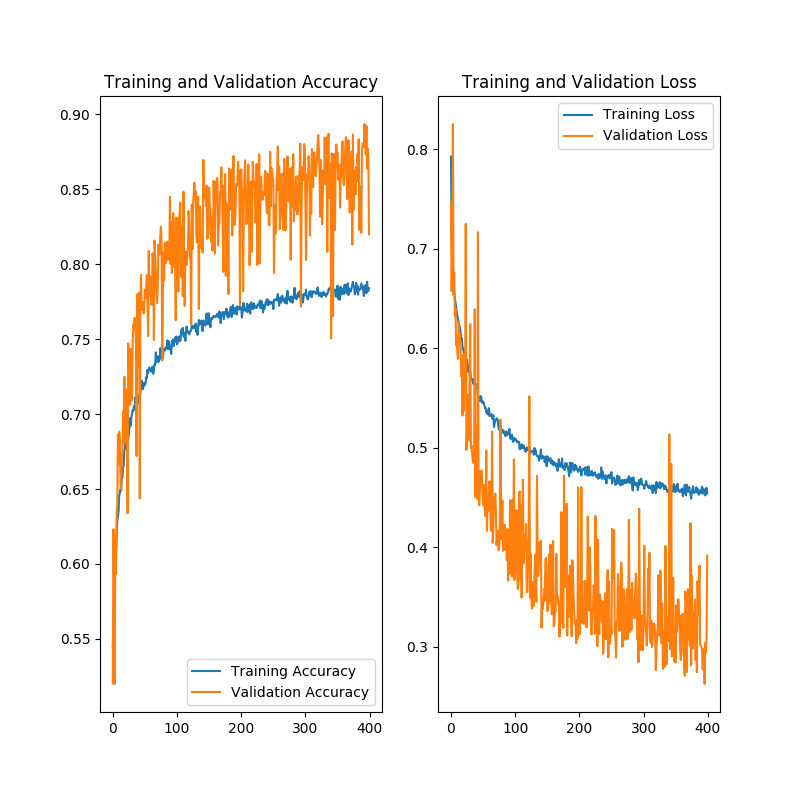 Training and Validation Accuracy
0.90
0.85
0.80
0.75
0.70
0.65
0.60
0.55
Training Accuracy
Validation Accuracy
0 100 200 300 400
Training and Validation Loss
Training Loss
Validation Loss
0.8
0.7
0.6
0.5
0.4
0.3
0 100 200 300 400